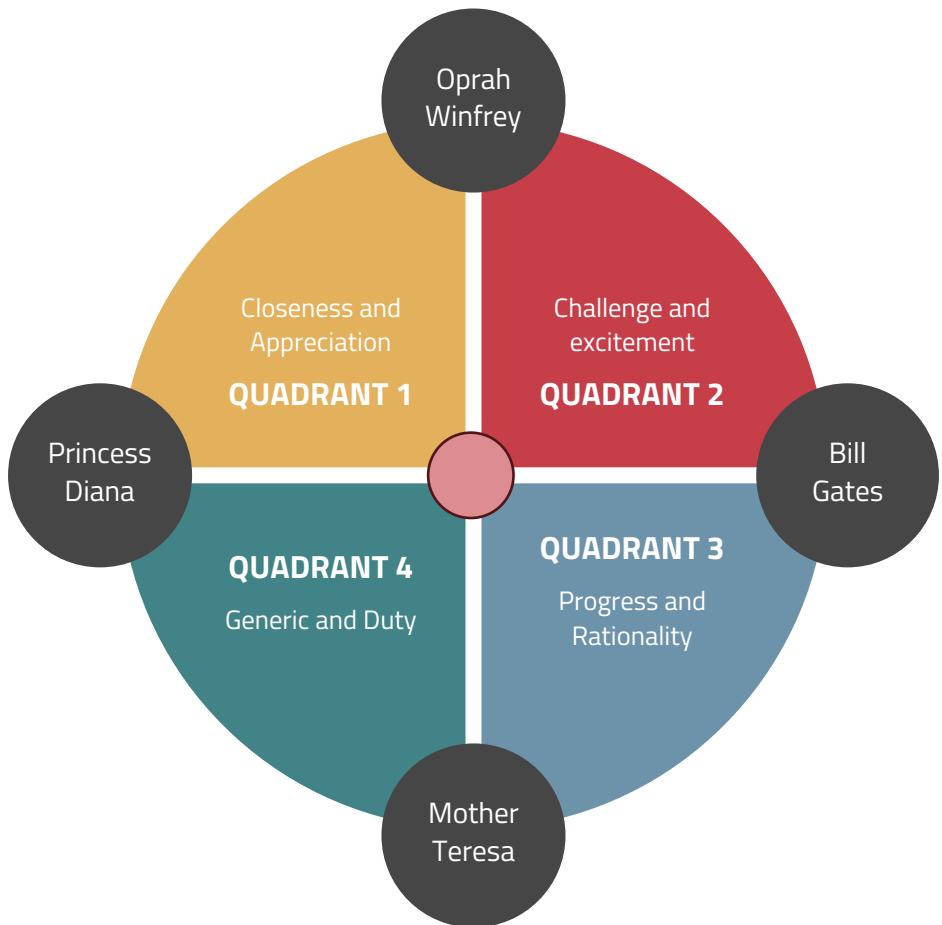 Oprah
Winfrey
Closeness and
Appreciation
QUADRANT 1
Challenge and
excitement
QUADRANT 2
Princess
Diana
Bill
Gates
QUADRANT 4
Generic and Duty
QUADRANT 3
Progress and
Rationality
Mother
Teresa